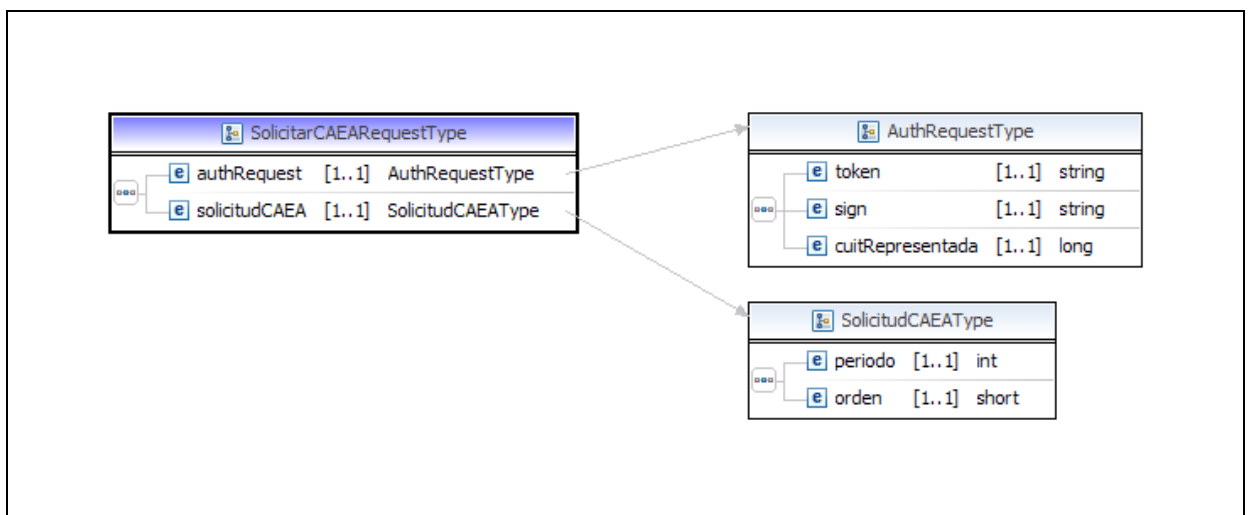 SolicitarCAEARequestType
e authRequest [1..1] AuthRequestType
e solicitudCAEA [1..1] SolicitudCAEAType
AuthRequestType
e token [1..1] string
e sign [1..1] string
e cuitRepresentada [1..1] long
SolicitudCAEAType
e periodo [1..1] int
e orden [1..1] short